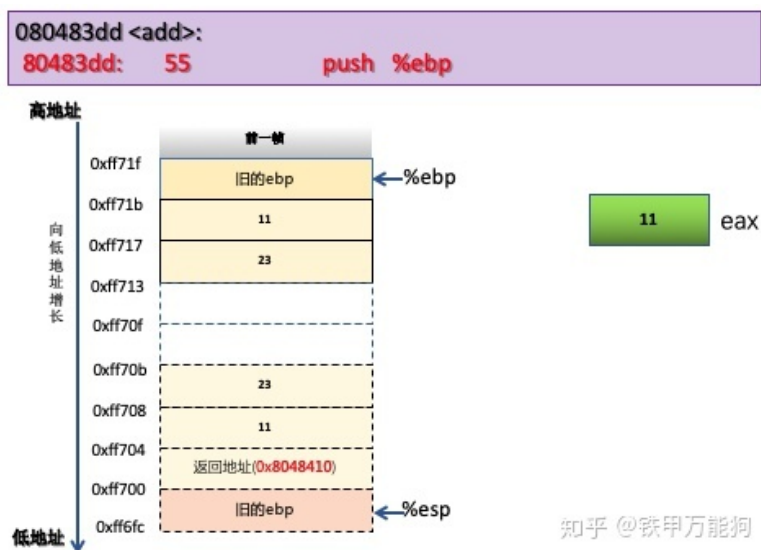 080483dd <add>:
80483dd: 55 push %ebp
高地址
前一帧
0xff71f
旧的ebp
%ebp
0xff71b
11
11
eax
向低地址增长
0xff717
23
0xff713
0xff70f
0xff70b
23
0xff708
11
0xff704
返回地址(0x8048410)
0xff700
旧的ebp
%esp
0xff6fc
低地址
知乎 @铁甲万能狗